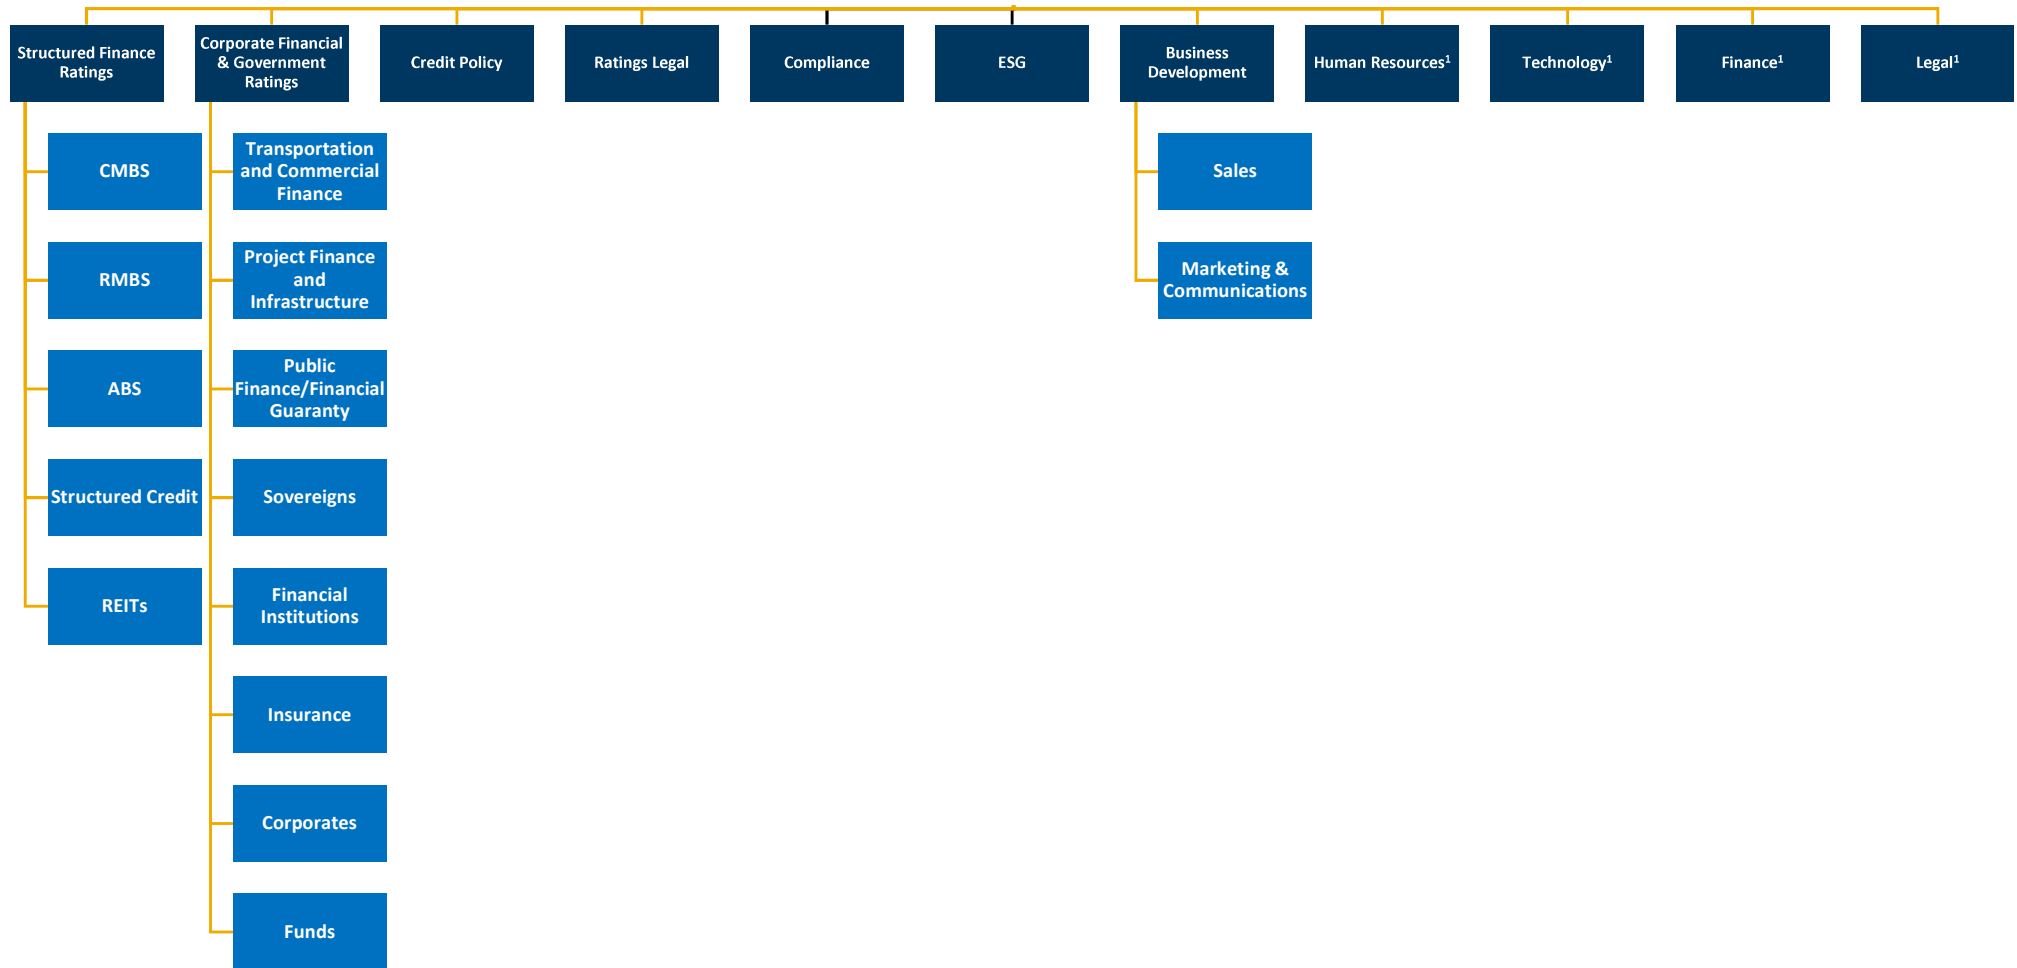 Structured Finance
Ratings
Corporate Financial
& Government
Ratings
Credit Policy
Ratings Legal
Compliance
ESG
Business
Development
Human Resources¹
Technology¹
Finance¹
Legal¹
CMBS
RMBS
ABS
Structured Credit
REITs
Transportation
and Commercial
Finance
Project Finance
and
Infrastructure
Public
Finance/Financial
Guaranty
Sovereigns
Financial
Institutions
Insurance
Corporates
Funds
Sales
Marketing &
Communications